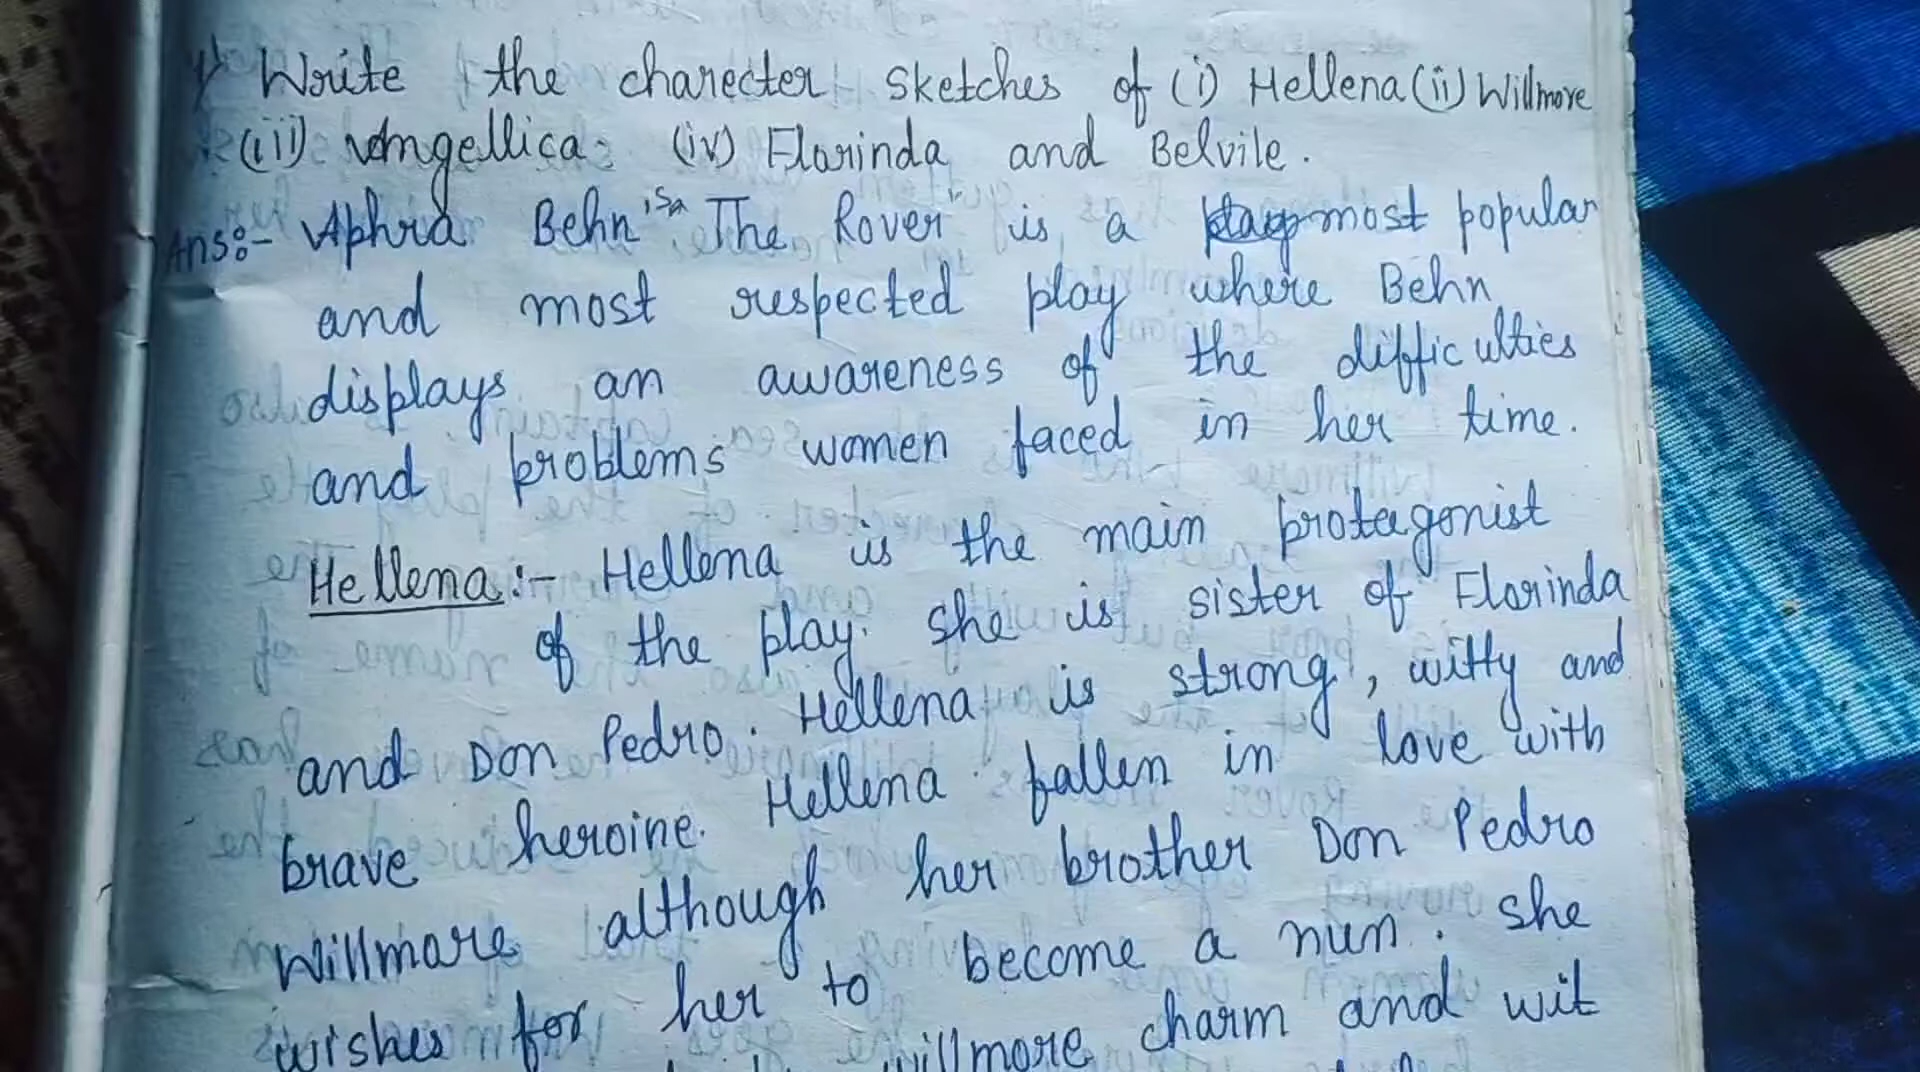 1) Write the charecter sketches of (i) Hellena (ii) Willmore
(iii) Angellica (iv) Florinda and Belvile.
Ans:- Aphra Behn's "The Rover" is a most popular
and most respected play where Behn
displays an awareness of the difficulties
and problems women faced in her time.
Hellena:- Hellena is the main protagonist
of the play. she is sister of Florinda
and Don Pedro. Hellena is strong, witty and
brave heroine. Hellena fallen in love with
Willmore although her brother Don Pedro
wishes for her to become a nun. she
willmore charm and wit